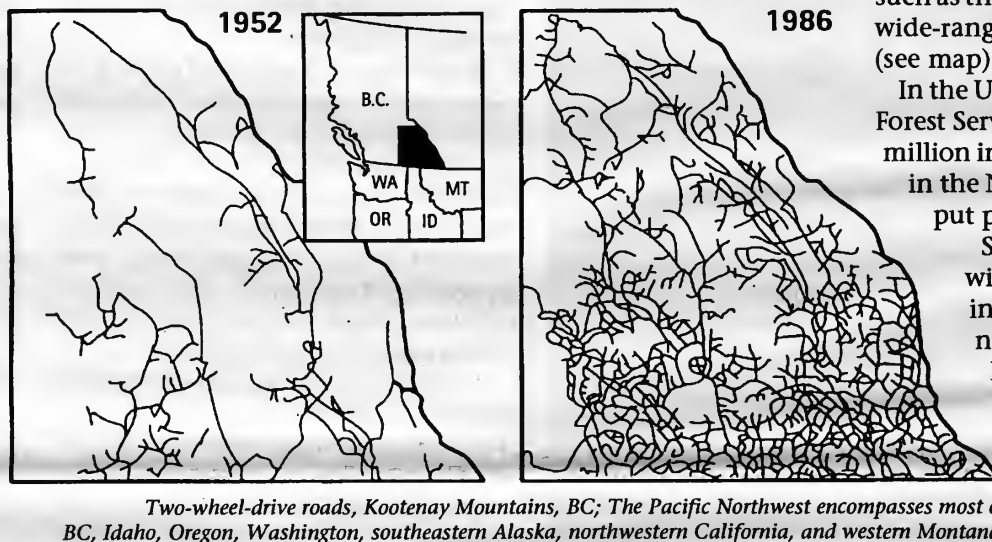 1952
B.C.
WA
MT
OR
ID
1986
such as th
wide-rang
(see map)
In the U
Forest Serv
million in
in the N
put p
S
wi
in
n
Two-wheel-drive roads, Kootenay Mountains, BC; The Pacific Northwest encompasses most
BC, Idaho, Oregon, Washington, southeastern Alaska, northwestern California, and western Montana